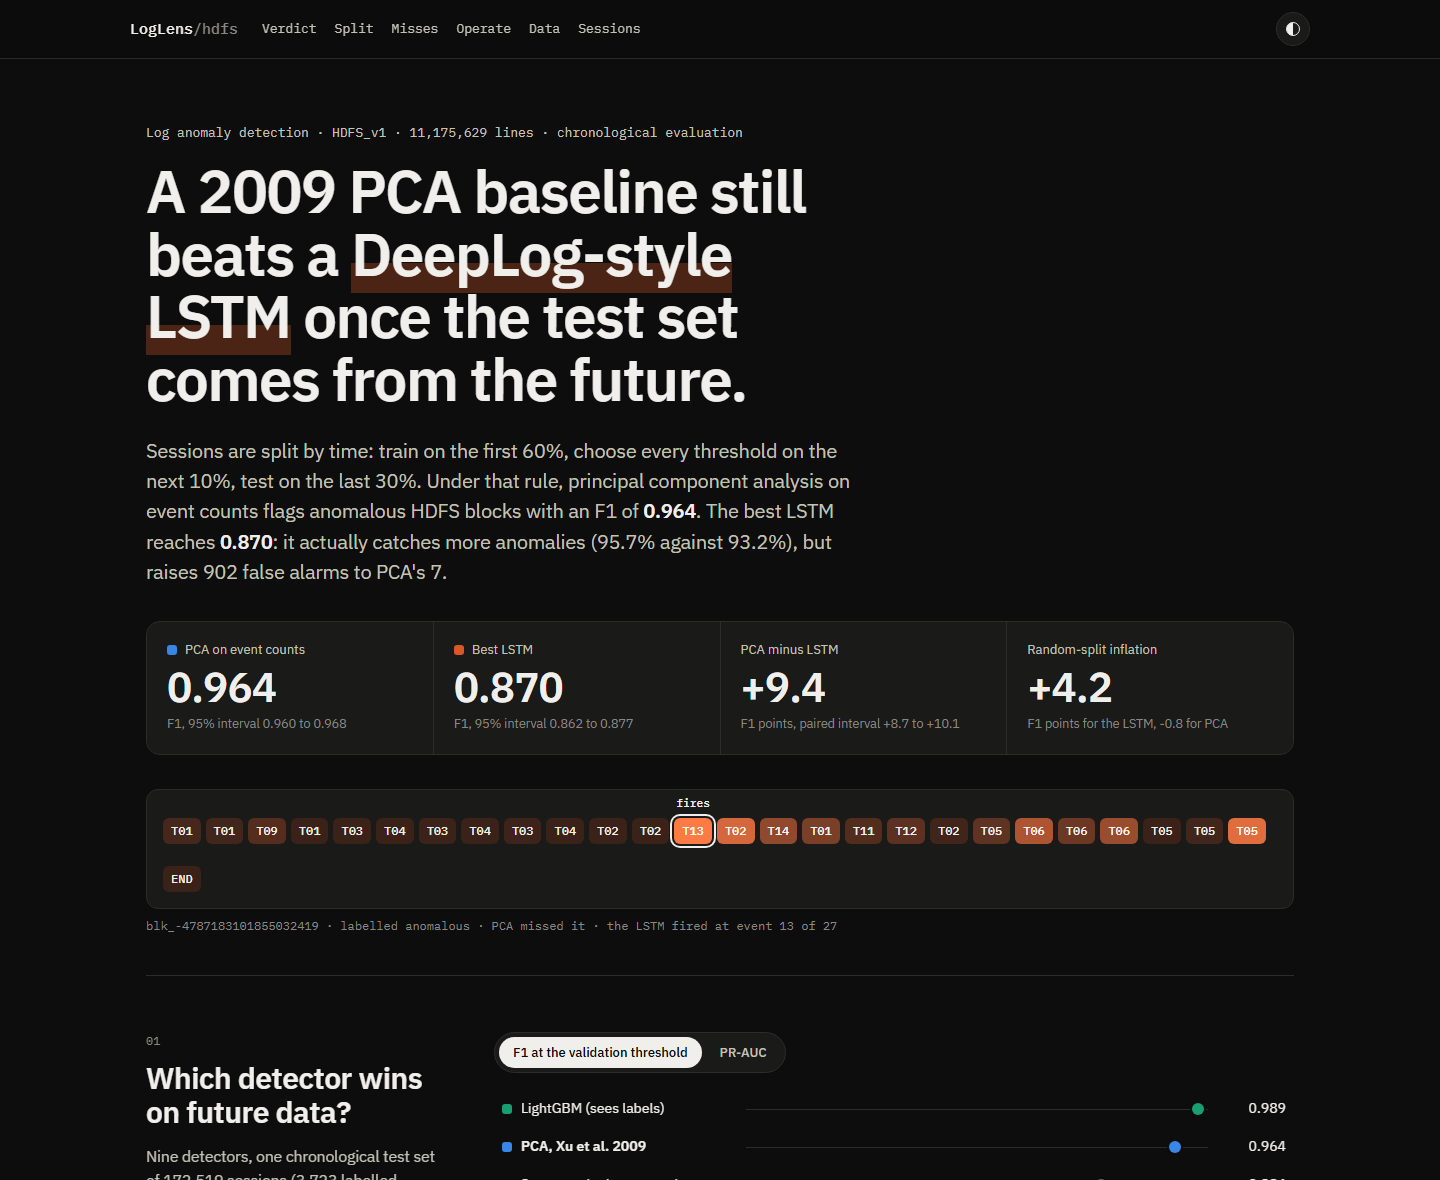 LogLens/hdfs Verdict Split Misses Operate Data Sessions
Log anomaly detection · HDFS_v1 · 11,175,629 lines · chronological evaluation
A 2009 PCA baseline still
beats a DeepLog-style
LSTM once the test set
comes from the future.
Sessions are split by time: train on the first 60%, choose every threshold on the
next 10%, test on the last 30%. Under that rule, principal component analysis on
event counts flags anomalous HDFS blocks with an F1 of 0.964. The best LSTM
reaches 0.870: it actually catches more anomalies (95.7% against 93.2%), but
raises 902 false alarms to PCA's 7.
PCA on event counts
0.964
F1, 95% interval 0.960 to 0.968
Best LSTM
0.870
F1, 95% interval 0.862 to 0.877
PCA minus LSTM
+9.4
F1 points, paired interval +8.7 to +10.1
Random-split inflation
+4.2
F1 points for the LSTM, -0.8 for PCA
fires
T01 T01 T09 T01 T03 T04 T03 T04 T03 T04 T02 T02 T13 T02 T14 T01 T11 T12 T02 T05 T06 T06 T06 T05 T05 T05
END
blk_-4787183101855032419 · labelled anomalous · PCA missed it · the LSTM fired at event 13 of 27
01
Which detector wins
on future data?
Nine detectors, one chronological test set
of 172,519 sessions (3,723 labelled
F1 at the validation threshold PR-AUC
LightGBM (sees labels) 0.989
PCA, Xu et al. 2009 0.964